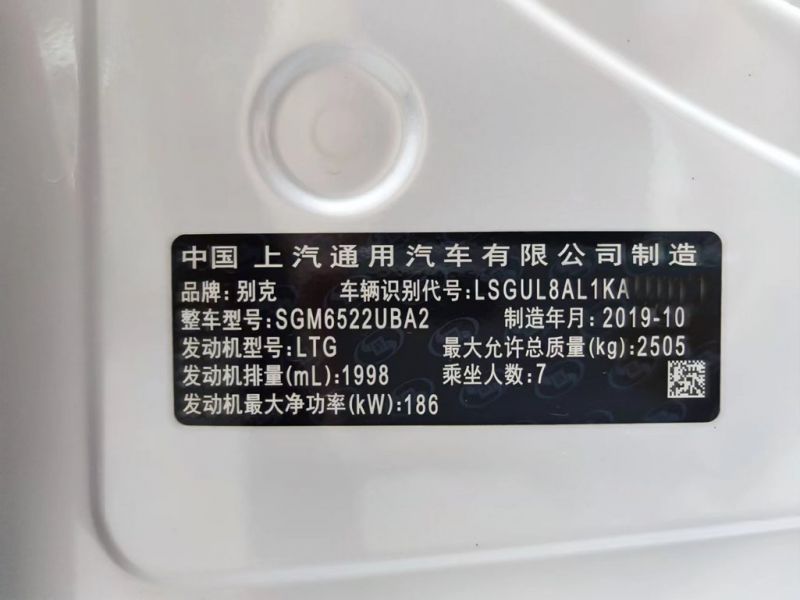 中国 上汽通用汽车有限公司制造
品牌:别克 车辆识别代号:LSGUL8AL1KA
整车型号:SGM6522UBA2 制造年月:2019-10
发动机型号:LTG 最大允许总质量(kg):2505
发动机排量(mL):1998 乘坐人数:7
发动机最大净功率(kW):186